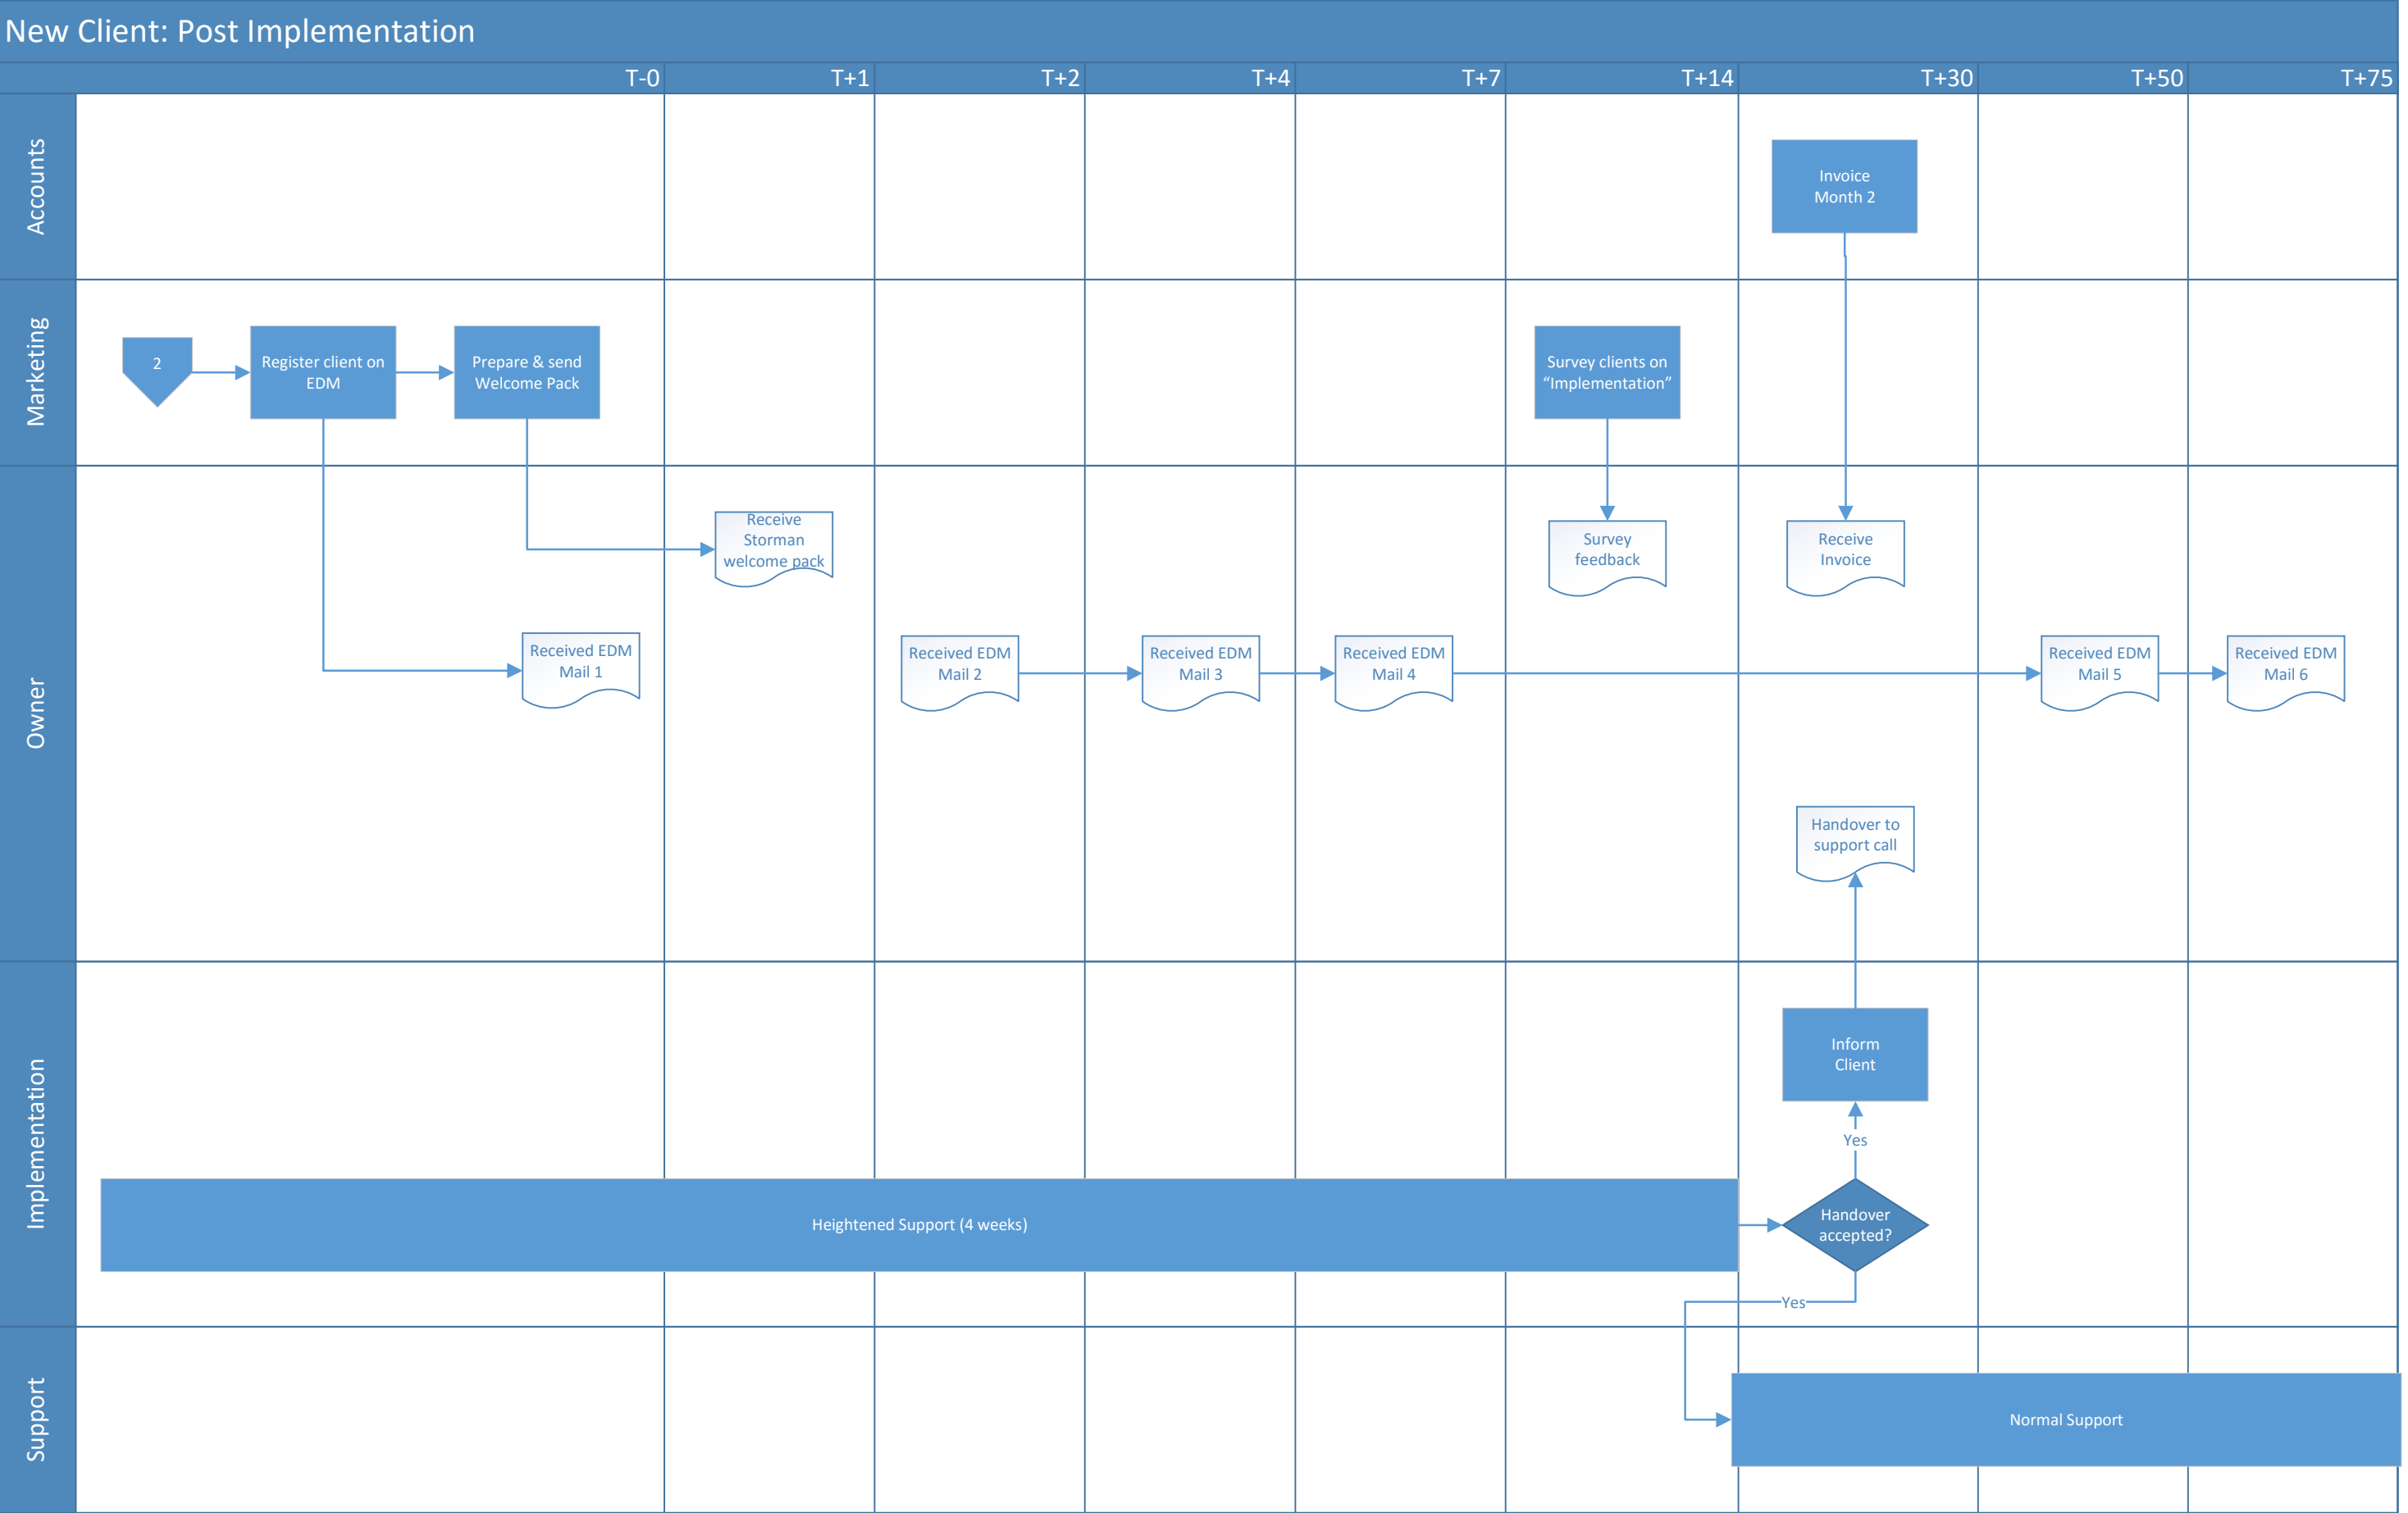 New Client: Post Implementation
T-0
T+1
T+2
T+4
T+7
T+14
T+30
T+50
T+75
Accounts
Invoice
Month 2
Marketing
2
Register client on
EDM
Prepare & send
Welcome Pack
Survey clients on
“Implementation”
Owner
Receive
Storman
welcome pack
Survey
feedback
Receive
Invoice
Received EDM
Mail 1
Received EDM
Mail 2
Received EDM
Mail 3
Received EDM
Mail 4
Received EDM
Mail 5
Received EDM
Mail 6
Handover to
support call
Implementation
Inform
Client
Yes
Heightened Support (4 weeks)
Handover
accepted?
Yes
Support
Normal Support